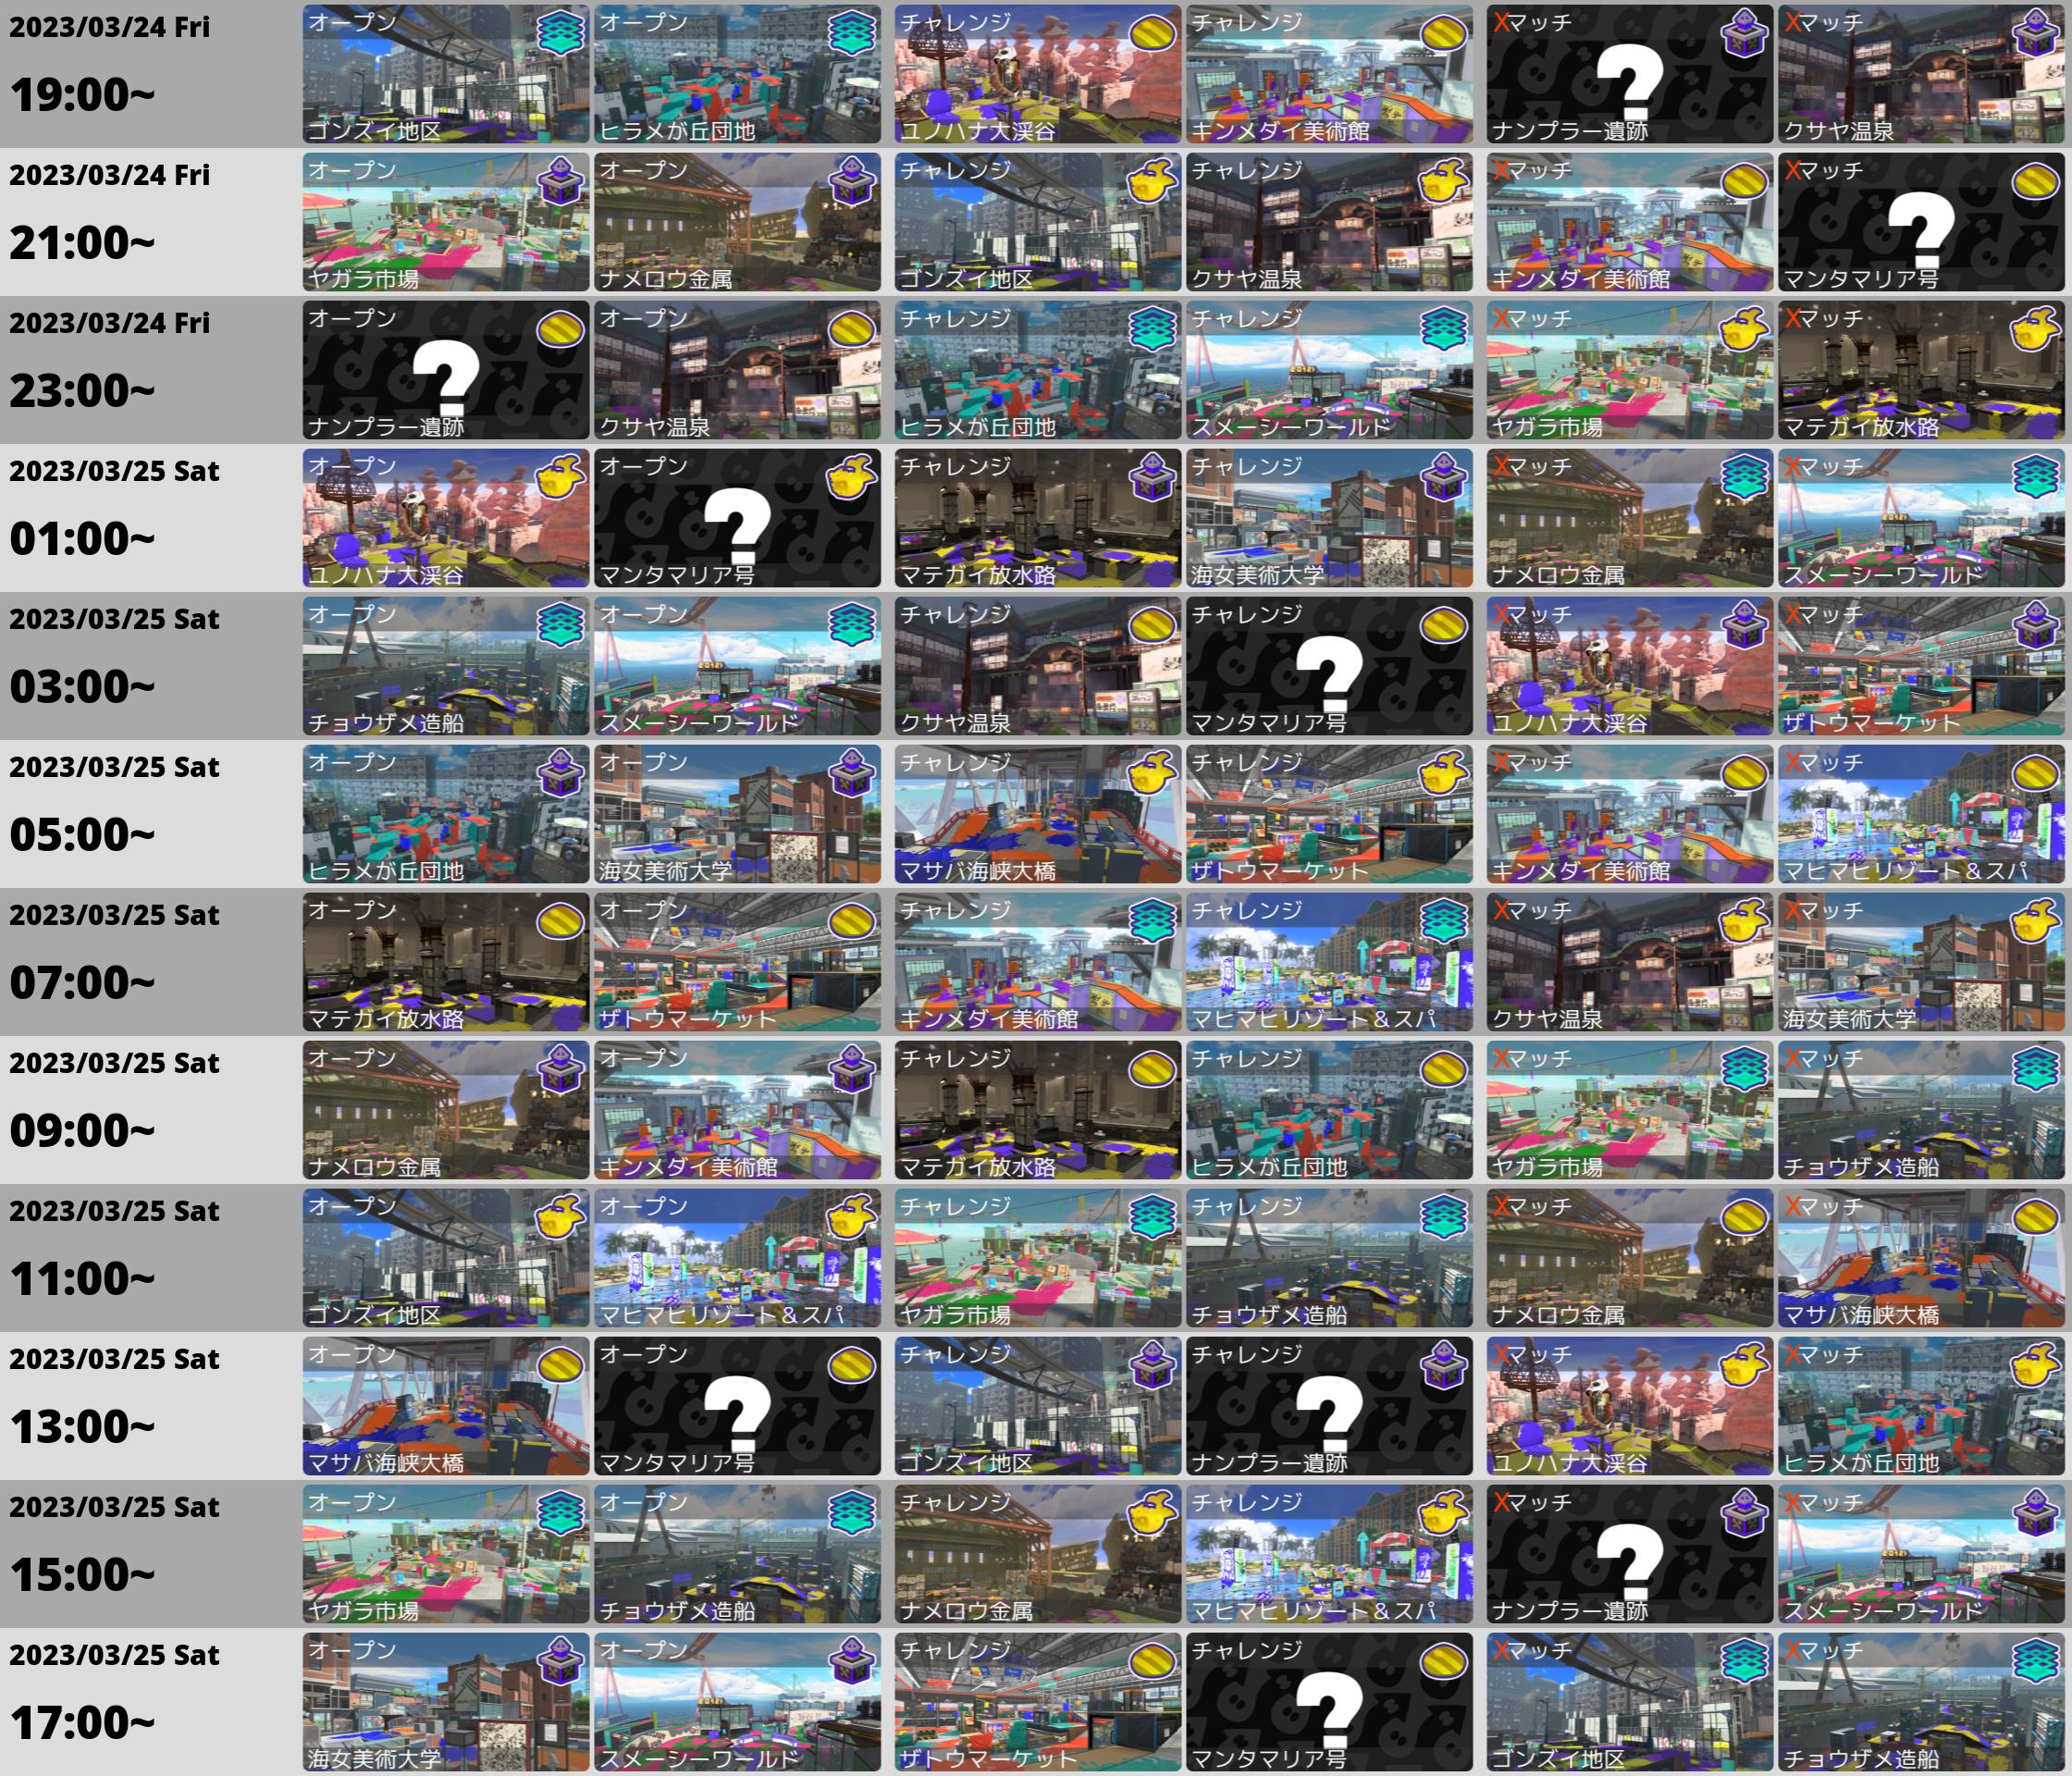 2023/03/24 Fri
19:00~
オープン オープン チャレンジ チャレンジ Xマッチ Xマッチ
ゴンズイ地区 ヒラメが丘団地 ユノハナ大渓谷 キンメダイ美術館 ナンプラー遺跡 クサヤ温泉
2023/03/24 Fri
21:00~
オープン オープン チャレンジ チャレンジ Xマッチ Xマッチ
ヤガラ市場 ナメロウ金属 ゴンズイ地区 クサヤ温泉 キンメダイ美術館 マンタマリア号
2023/03/24 Fri
23:00~
オープン オープン チャレンジ チャレンジ Xマッチ Xマッチ
ナンプラー遺跡 クサヤ温泉 ヒラメが丘団地 スメーシーワールド ヤガラ市場 マテガイ放水路
2023/03/25 Sat
01:00~
オープン オープン チャレンジ チャレンジ Xマッチ Xマッチ
ユノハナ大渓谷 マンタマリア号 マテガイ放水路 海女美術大学 ナメロウ金属 スメーシーワールド
2023/03/25 Sat
03:00~
オープン オープン チャレンジ チャレンジ Xマッチ Xマッチ
チョウザメ造船 スメーシーワールド クサヤ温泉 マンタマリア号 ユノハナ大渓谷 ザトウマーケット
2023/03/25 Sat
05:00~
オープン オープン チャレンジ チャレンジ Xマッチ Xマッチ
ヒラメが丘団地 海女美術大学 マサバ海峡大橋 ザトウマーケット キンメダイ美術館 マヒマヒリゾート＆スパ
2023/03/25 Sat
07:00~
オープン オープン チャレンジ チャレンジ Xマッチ Xマッチ
マテガイ放水路 ザトウマーケット キンメダイ美術館 マヒマヒリゾート＆スパ クサヤ温泉 海女美術大学
2023/03/25 Sat
09:00~
オープン オープン チャレンジ チャレンジ Xマッチ Xマッチ
ナメロウ金属 キンメダイ美術館 マテガイ放水路 ヒラメが丘団地 ヤガラ市場 チョウザメ造船
2023/03/25 Sat
11:00~
オープン オープン チャレンジ チャレンジ Xマッチ Xマッチ
ゴンズイ地区 マヒマヒリゾート＆スパ ヤガラ市場 チョウザメ造船 ナメロウ金属 マサバ海峡大橋
2023/03/25 Sat
13:00~
オープン オープン チャレンジ チャレンジ Xマッチ Xマッチ
マサバ海峡大橋 マンタマリア号 ゴンズイ地区 ナンプラー遺跡 ユノハナ大渓谷 ヒラメが丘団地
2023/03/25 Sat
15:00~
オープン オープン チャレンジ チャレンジ Xマッチ Xマッチ
ヤガラ市場 チョウザメ造船 ナメロウ金属 マヒマヒリゾート＆スパ ナンプラー遺跡 スメーシーワールド
2023/03/25 Sat
17:00~
オープン オープン チャレンジ チャレンジ Xマッチ Xマッチ
海女美術大学 スメーシーワールド ザトウマーケット マンタマリア号 ゴンズイ地区 チョウザメ造船